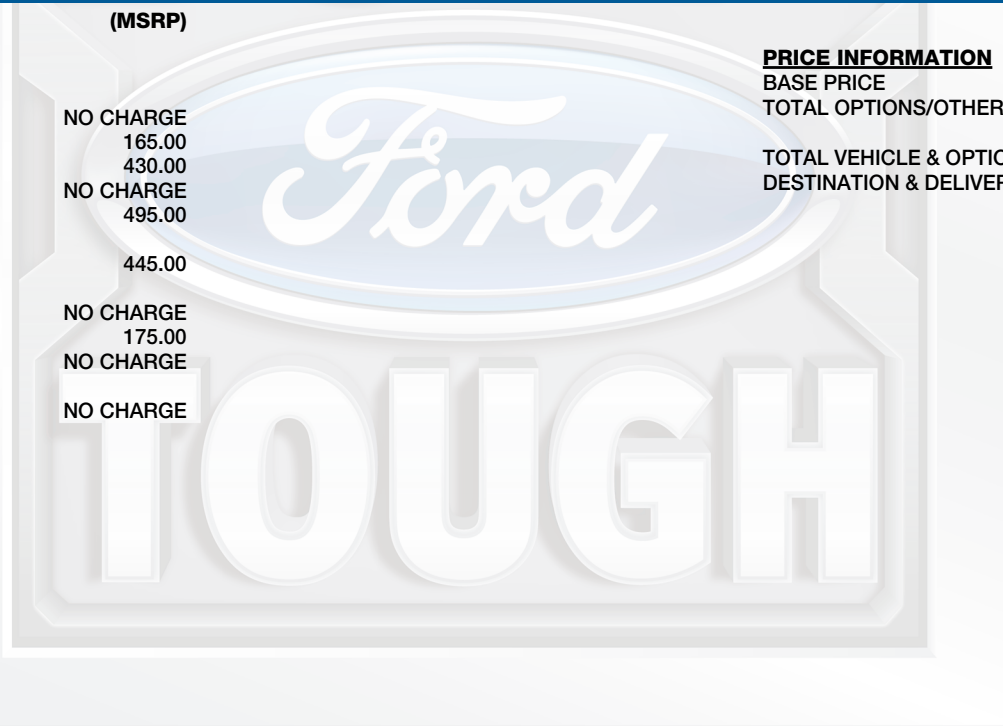 (MSRP)
NO CHARGE
165.00
430.00
NO CHARGE
495.00
445.00
NO CHARGE
175.00
NO CHARGE
NO CHARGE
PRICE INFORMATION
BASE PRICE
TOTAL OPTIONS/OTHER
TOTAL VEHICLE & OPTIO
DESTINATION & DELIVER
Ford
TOUGH